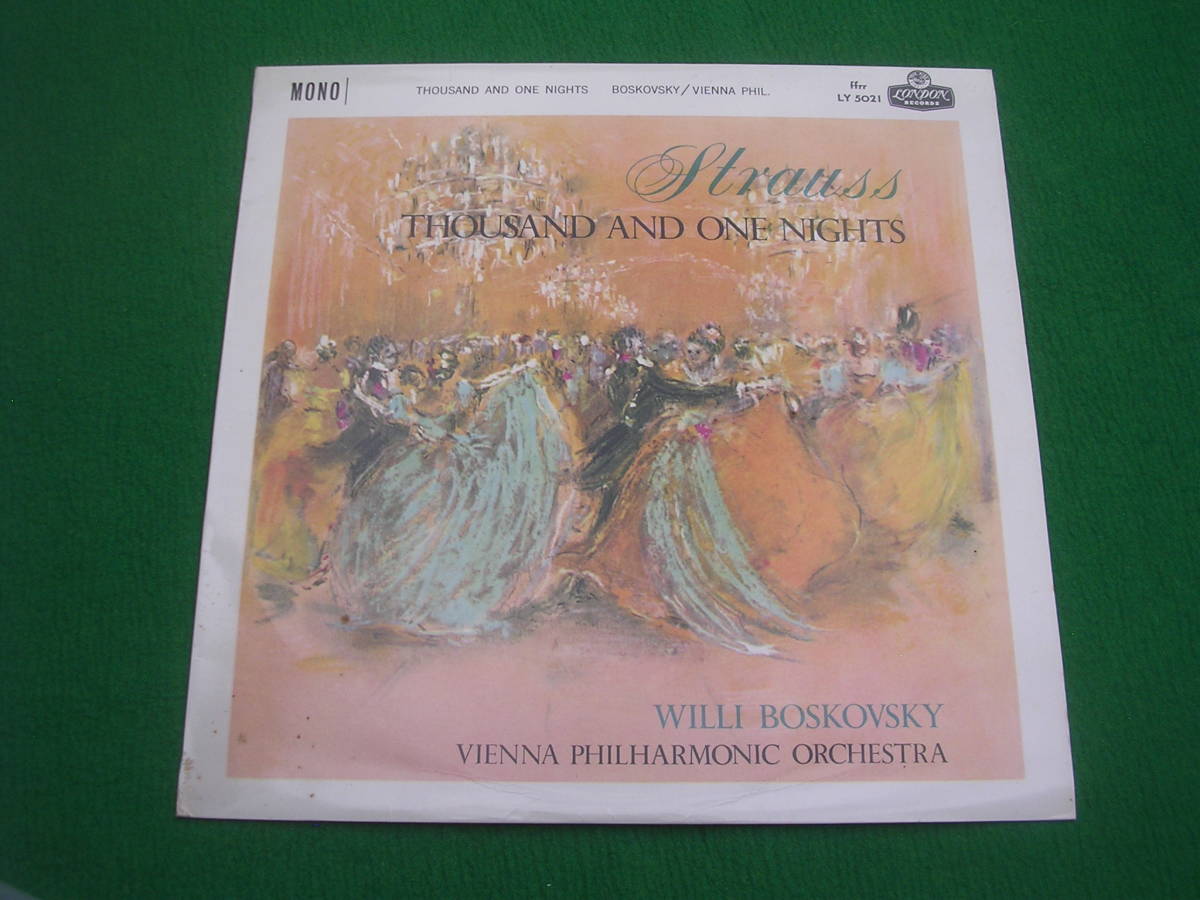 MONO
THOUSAND AND ONE NIGHTS BOSKOVSKY/VIENNA PHIL.
ffrr
LY 5021
LONDON
RECORDS
Strauss
THOUSAND AND ONE NIGHTS
WILLI BOSKOVSKY
VIENNA PHILHARMONIC ORCHESTRA